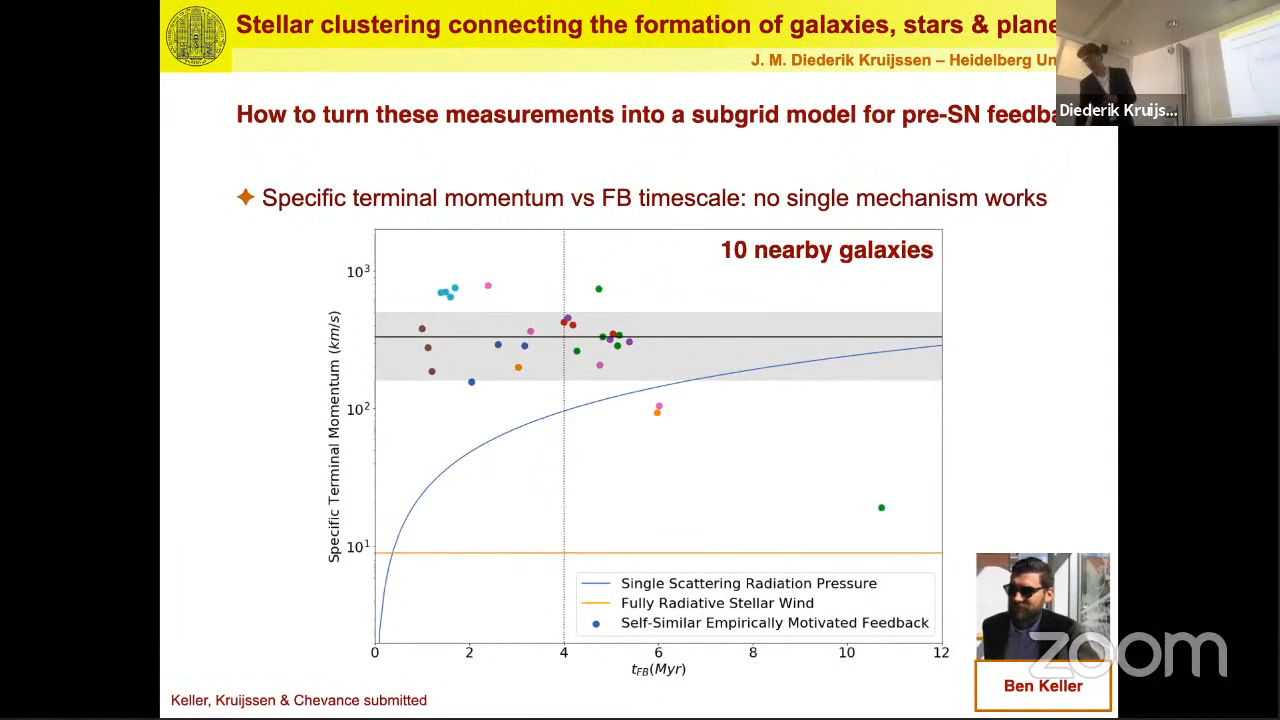 Stellar clustering connecting the formation of galaxies, stars & plane
J. M. Diederik Kruijssen – Heidelberg Un
Diederik Kruijs...
How to turn these measurements into a subgrid model for pre-SN feedba
Specific terminal momentum vs FB timescale: no single mechanism works
10 nearby galaxies
Specific Terminal Momentum (km/s)
10³
10²
10¹
Single Scattering Radiation Pressure
Fully Radiative Stellar Wind
Self-Similar Empirically Motivated Feedback
0 2 4 6 8 10 12
t_FB(Myr)
zoom
Ben Keller
Keller, Kruijssen & Chevance submitted